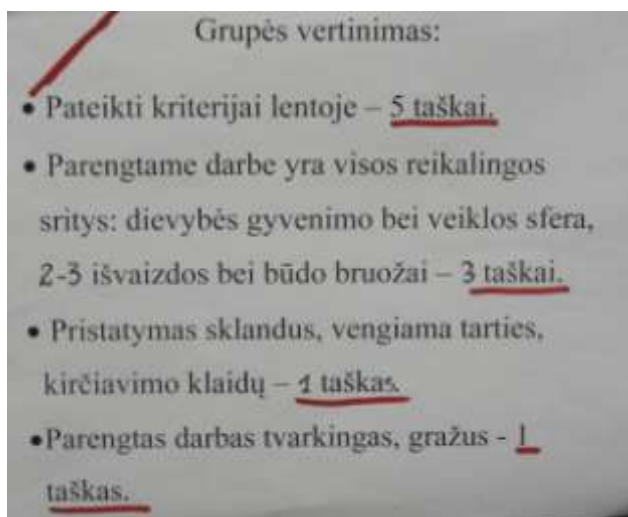 Grupės vertinimas:
• Pateikti kriterijai lentoje – 5 taškai.
• Parengtame darbe yra visos reikalingos
sritys: dievybės gyvenimo bei veiklos sfera,
2-3 išvaizdos bei būdo bruožai – 3 taškai.
• Pristatymas sklandus, vengiama tarties,
kirčiavimo klaidų – 1 taškas.
•Parengtas darbas tvarkingas, gražus - 1
taškas.